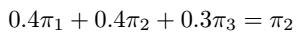 0.4π₁ + 0.4π₂ + 0.3π₃ = π₂